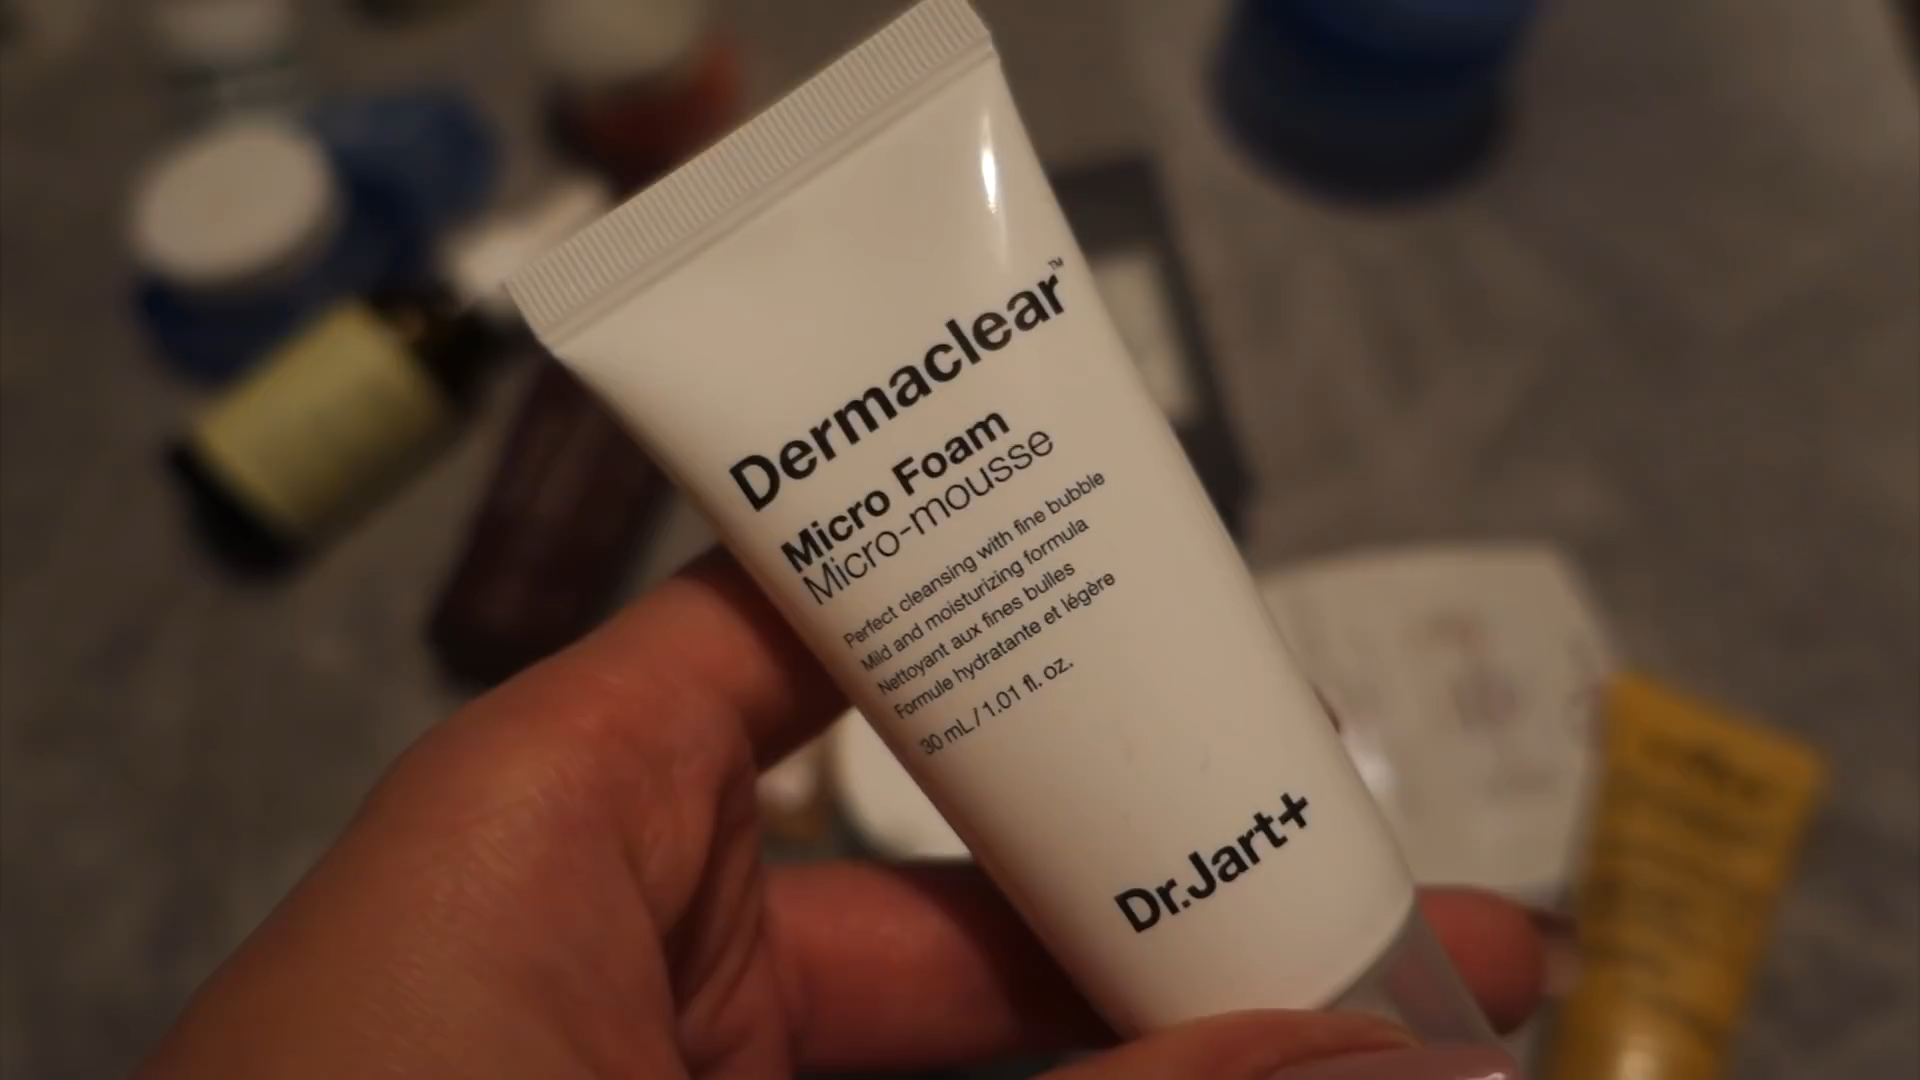 Dermaclear™
Micro Foam
Micro-mousse
Perfect cleansing with fine bubble
Mild and moisturizing formula
Nettoyant aux fines bulles
Formule hydratante et légère
30 mL / 1.01 fl. oz.
Dr.Jart+